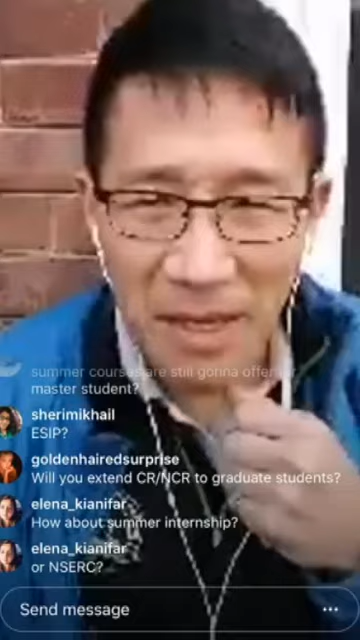 summer courses are still gonna offer for
master student?
sherimikhail
ESIP?
goldenhairedsurprise
Will you extend CR/NCR to graduate students?
elena_kianifar
How about summer internship?
elena_kianifar
or NSERC?
Send message